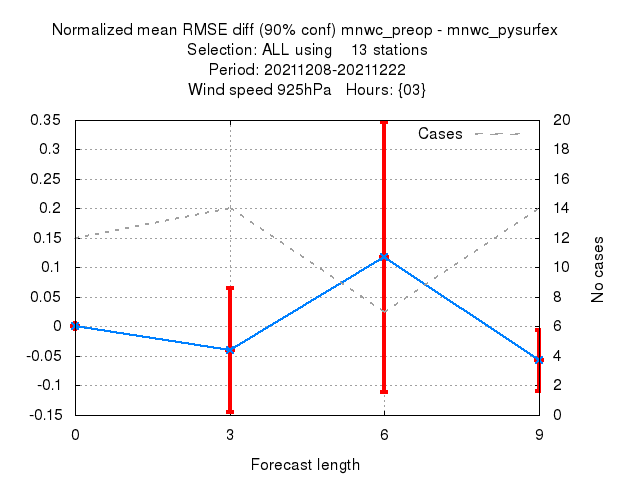 Normalized mean RMSE diff (90% conf) mnwc_preop - mnwc_pysurfex
Selection: ALL using 13 stations
Period: 20211208-20211222
Wind speed 925hPa Hours: {03}
0.35
0.3
0.25
0.2
0.15
0.1
0.05
0
-0.05
-0.1
-0.15
Cases
20
18
16
14
12
10
8
6
4
2
0
No cases
0 3 6 9
Forecast length